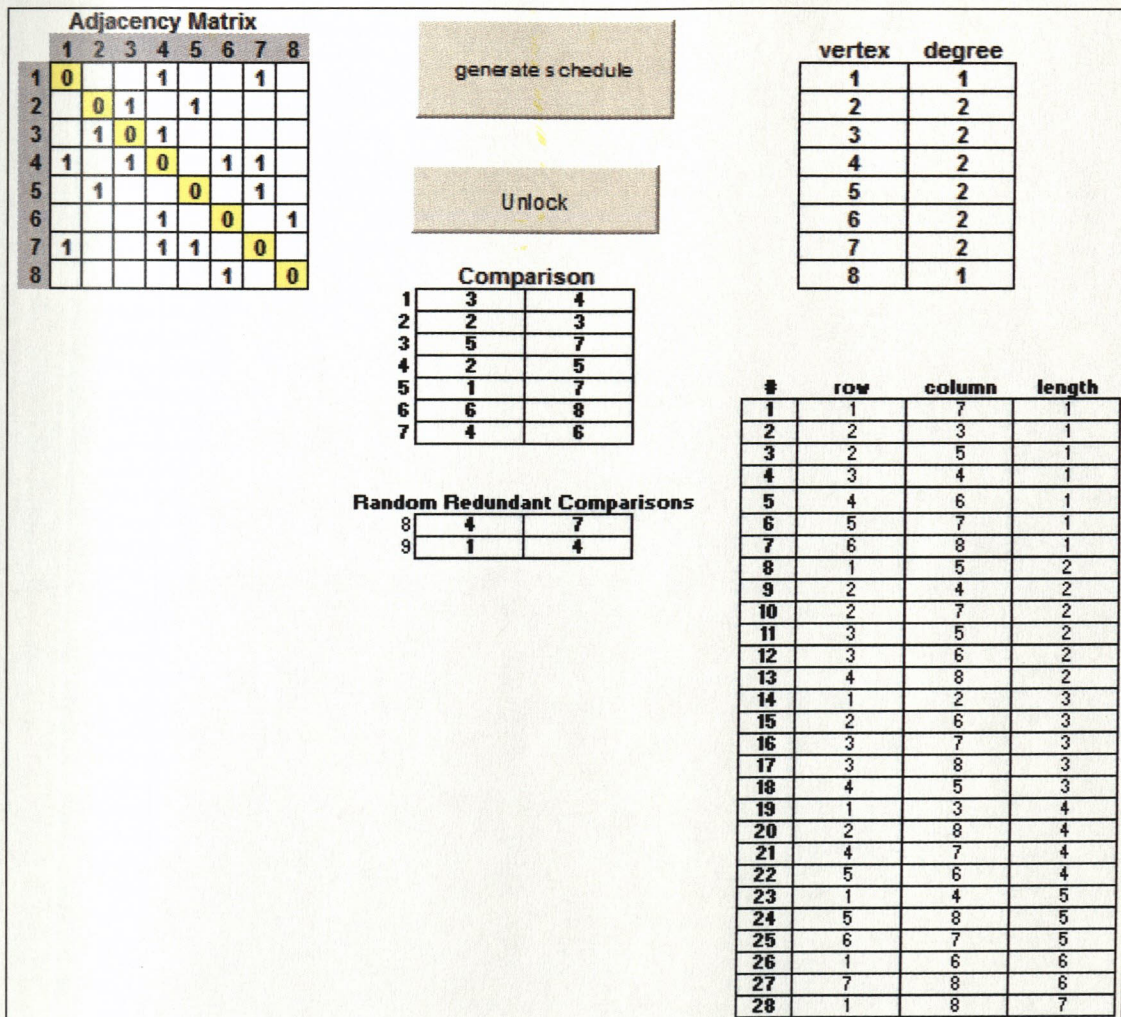 Adjacency Matrix
1 2 3 4 5 6 7 8
1 0 1 1
2 0 1 1
3 1 0 1
4 1 1 0 1 1
5 1 0 1
6 1 0 1
7 1 1 1 0
8 1 0
generate schedule
Unlock
Comparison
1 3 4
2 2 3
3 5 7
4 2 5
5 1 7
6 6 8
7 4 6
Random Redundant Comparisons
8 4 7
9 1 4
vertex degree
1 1
2 2
3 2
4 2
5 2
6 2
7 2
8 1
# row column length
1 1 7 1
2 2 3 1
3 2 5 1
4 3 4 1
5 4 6 1
6 5 7 1
7 6 8 1
8 1 5 2
9 2 4 2
10 2 7 2
11 3 5 2
12 3 6 2
13 4 8 2
14 1 2 3
15 2 6 3
16 3 7 3
17 3 8 3
18 4 5 3
19 1 3 4
20 2 8 4
21 4 7 4
22 5 6 4
23 1 4 5
24 5 8 5
25 6 7 5
26 1 6 6
27 7 8 6
28 1 8 7